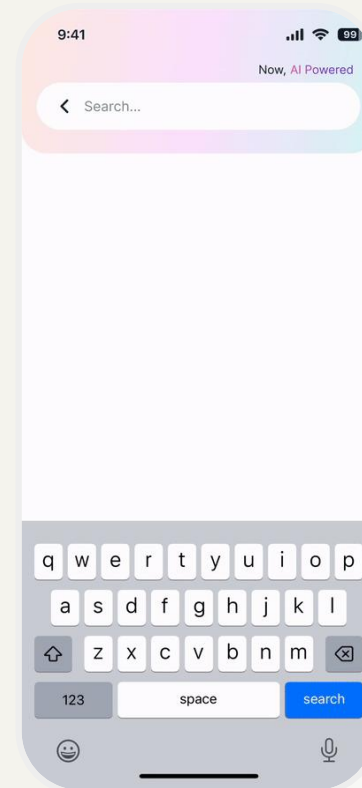 9:41 99
Now, AI Powered
Search...
q w e r t y u i o p
a s d f g h j k l
z x c v b n m
123 space search